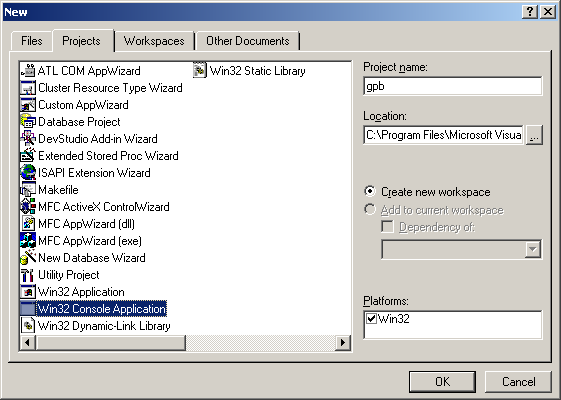 New
Files
Projects
Workspaces
Other Documents
ATL COM AppWizard
Cluster Resource Type Wizard
Custom AppWizard
Database Project
DevStudio Add-in Wizard
Extended Stored Proc Wizard
ISAPI Extension Wizard
Makefile
MFC ActiveX ControlWizard
MFC AppWizard (dll)
MFC AppWizard (exe)
New Database Wizard
Utility Project
Win32 Application
Win32 Console Application
Win32 Dynamic-Link Library
Win32 Static Library
Project name:
gpb
Location:
C:\Program Files\Microsoft Visua
...
Create new workspace
Add to current workspace
Dependency of:
Platforms:
Win32
OK
Cancel